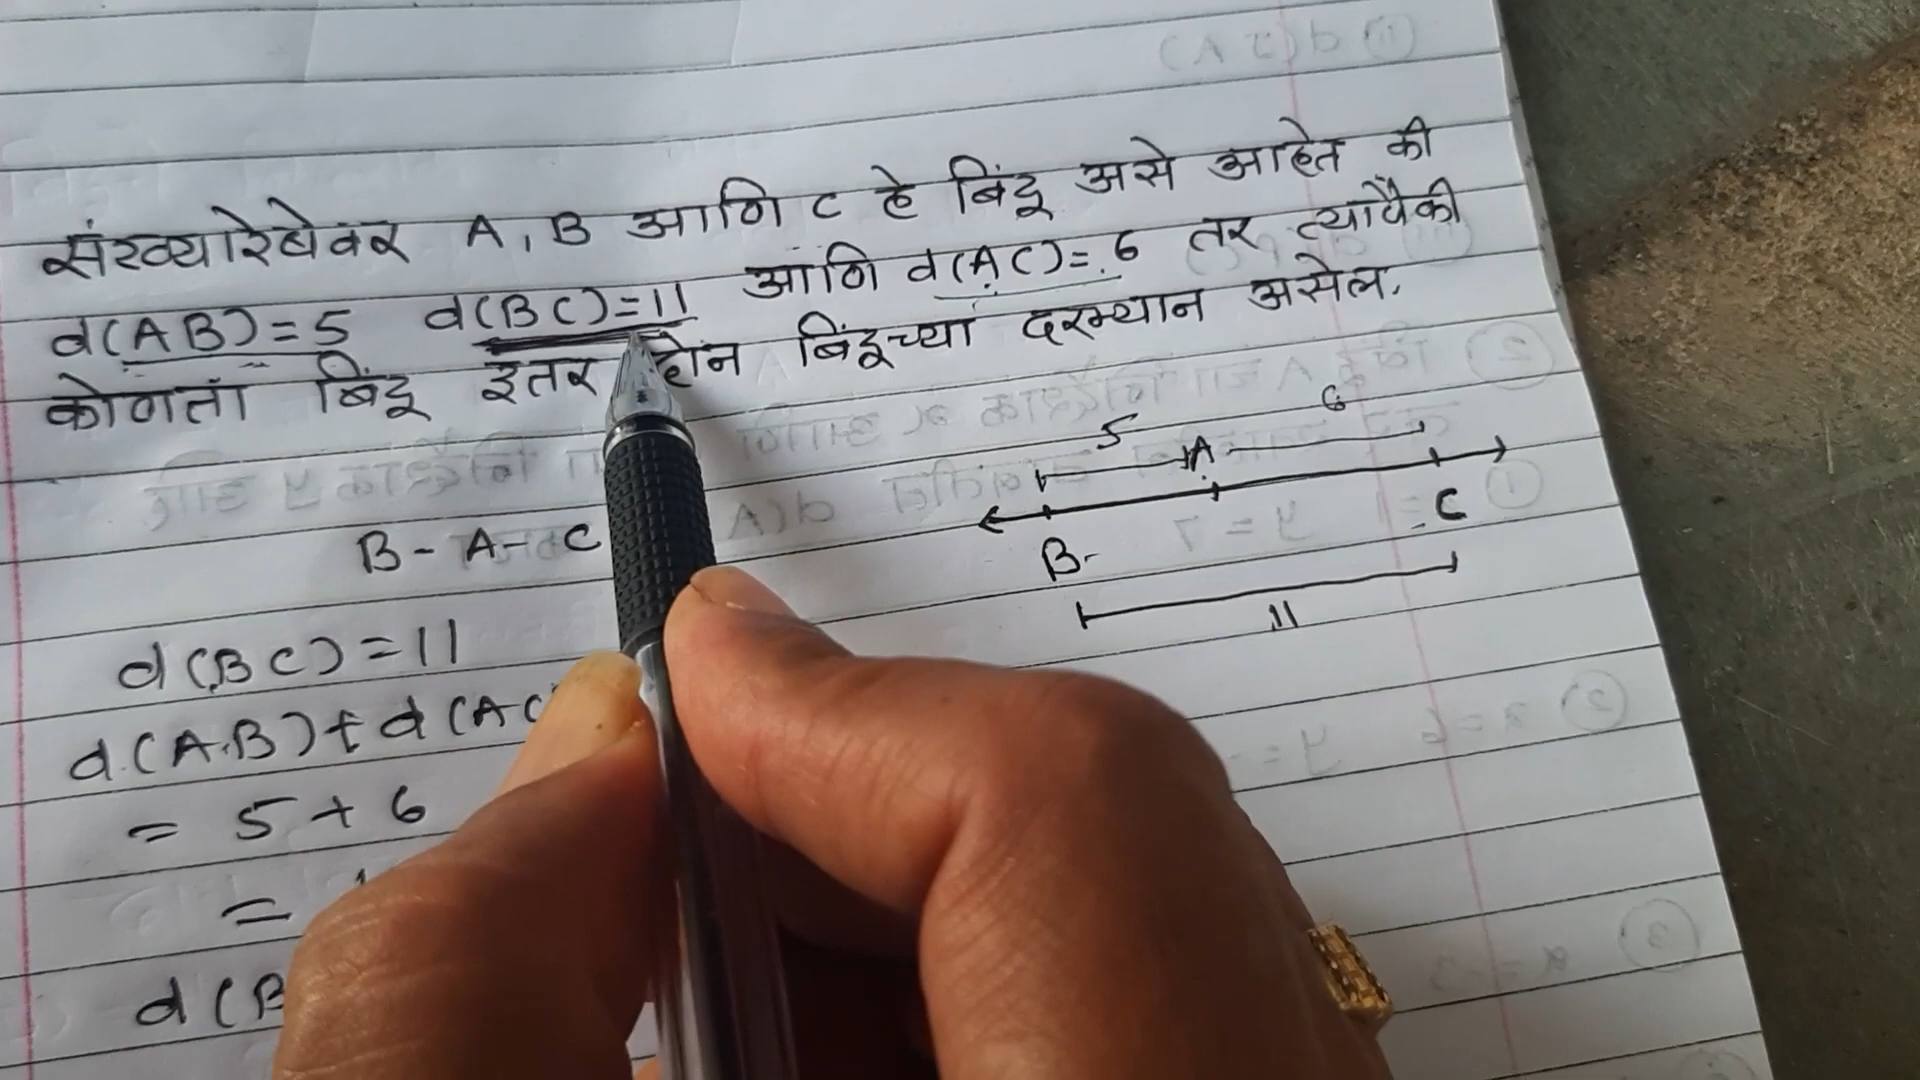 संख्यारेषेवर A, B आणि C हे बिंदू असे आहेत की
d(AB)=5 d(BC)=11 आणि d(AC)=6 तर त्यांपैकी
कोणता बिंदू इतर दोन बिंदूच्या दरम्यान असेल.
5 6
A
B - A - C
B C
11
d(BC)=11
d(A.B)+d(AC
= 5 + 6
=
d(B